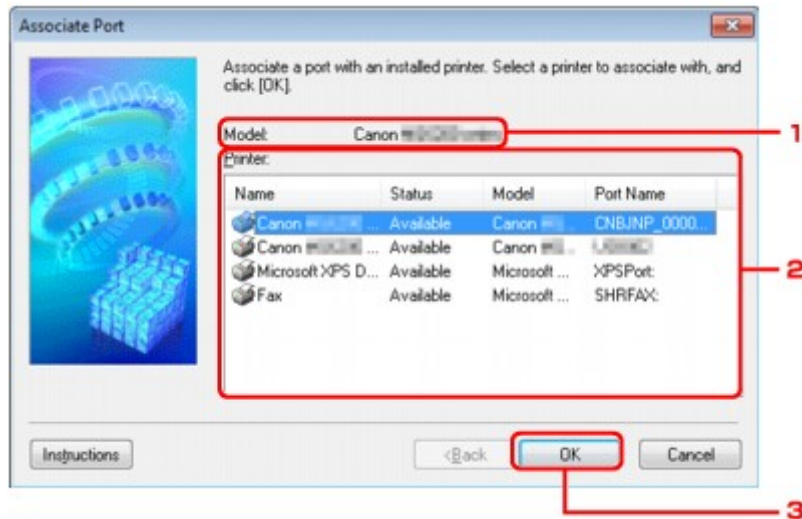 Associate Port
Associate a port with an installed printer. Select a printer to associate with, and
click [OK].
Model: Canon
1
Printer:
Name Status Model Port Name
Canon ... Available Canon ... CNBJNP_0000...
Canon ... Available Canon ...
2
Microsoft XPS D... Available Microsoft ... XPSPort:
Fax Available Microsoft ... SHRFAX:
Instructions <Back OK Cancel
3